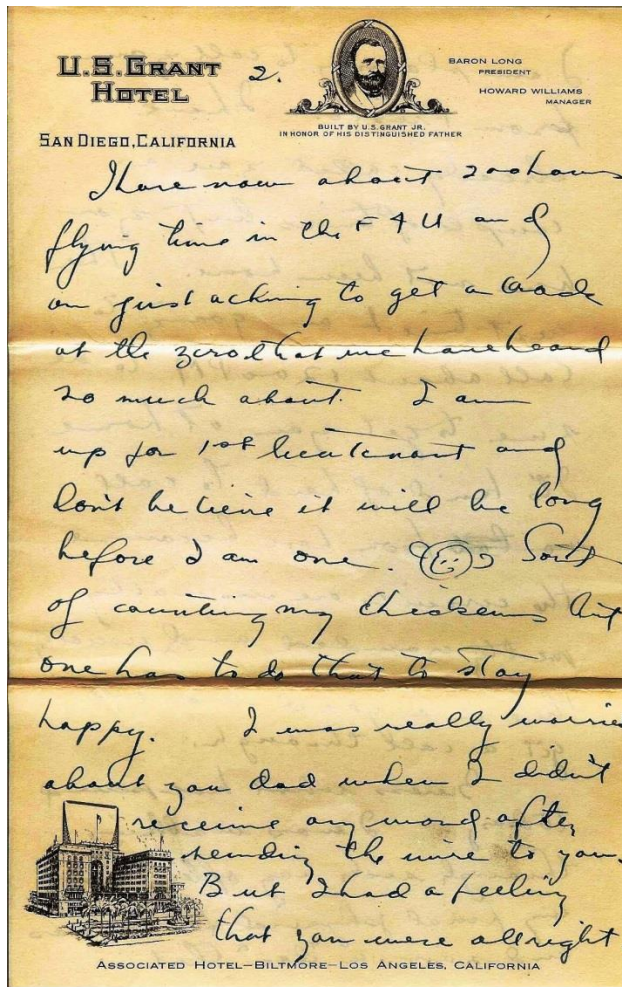 U.S. GRANT
HOTEL
2.
BARON LONG
PRESIDENT
HOWARD WILLIAMS
MANAGER
SAN DIEGO, CALIFORNIA
BUILT BY U.S. GRANT JR.
IN HONOR OF HIS DISTINGUISHED FATHER
I have now about 200 hours
flying time in the F4U and
am just aching to get a crack
at the zero that we have heard
so much about. I am
up for 1st lieutenant and
don't believe it will be long
before I am one. Sort
of counting my chickens but
one has to do that to stay
happy. I was really worried
about you dad when I didn't
receive any word after
sending the wire to you.
But I had a feeling
that you were allright
ASSOCIATED HOTEL-BILTMORE-LOS ANGELES, CALIFORNIA